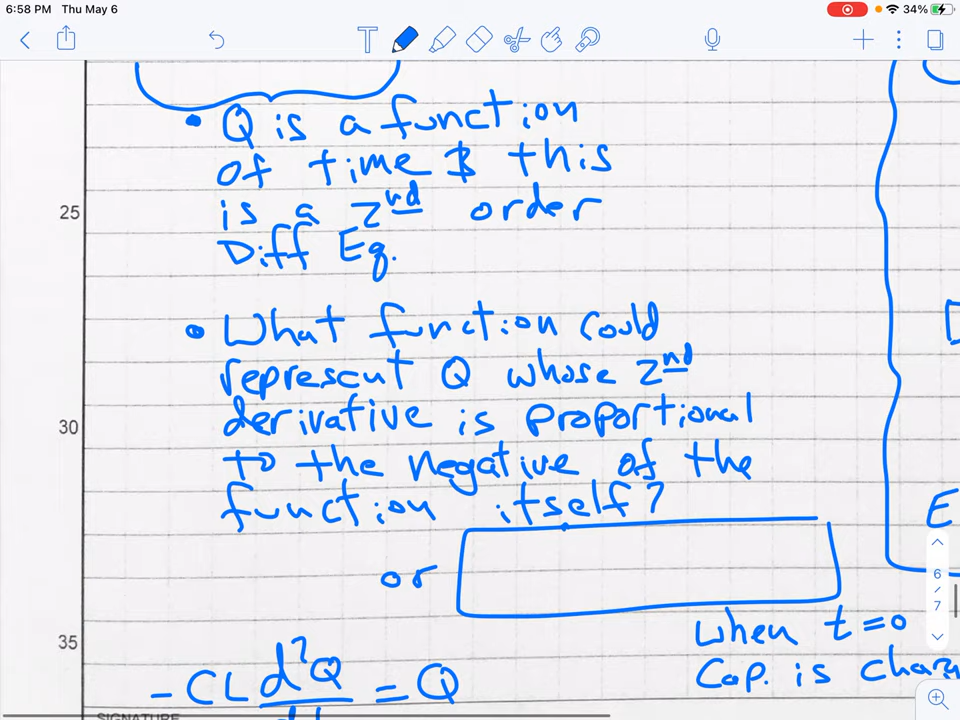 6:58 PM Thu May 6
34%
T
• Q is a function
of time & this
25
is a 2nd order
Diff Eq.
• What function could
represent Q whose 2nd
30
derivative is proportional
to the negative of the
function itself?
E
or
6
/
7
When t = 0
35
Cap. is
- CL d²Q = Q
SIGNATURE